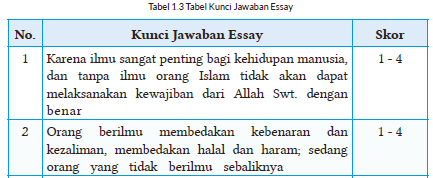 Tabel 1.3 Tabel Kunci Jawaban Essay
No. Kunci Jawaban Essay Skor
1 Karena ilmu sangat penting bagi kehidupan manusia, 1 - 4
dan tanpa ilmu orang Islam tidak akan dapat
melaksanakan kewajiban dari Allah Swt. dengan
benar
2 Orang berilmu membedakan kebenaran dan 1 - 4
kezaliman, membedakan halal dan haram; sedang
orang yang tidak berilmu sebaliknya